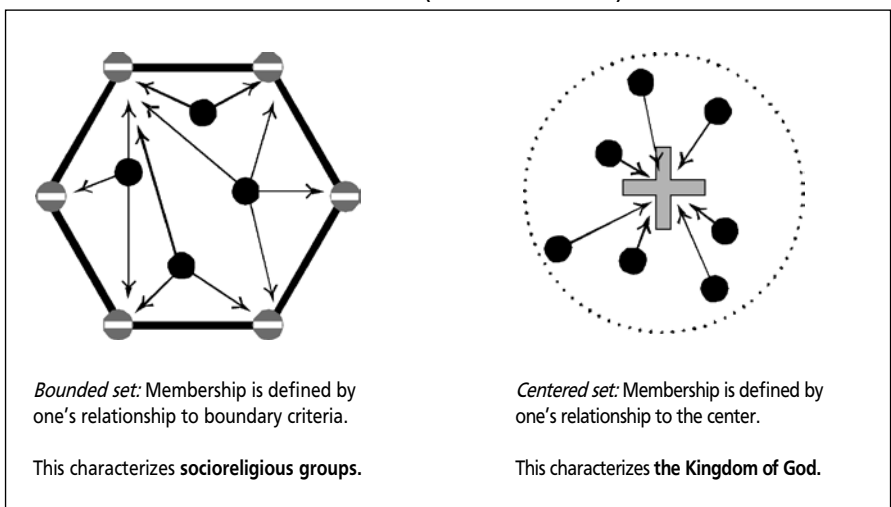 Bounded set: Membership is defined by
one's relationship to boundary criteria.
This characterizes socioreligious groups.
Centered set: Membership is defined by
one's relationship to the center.
This characterizes the Kingdom of God.